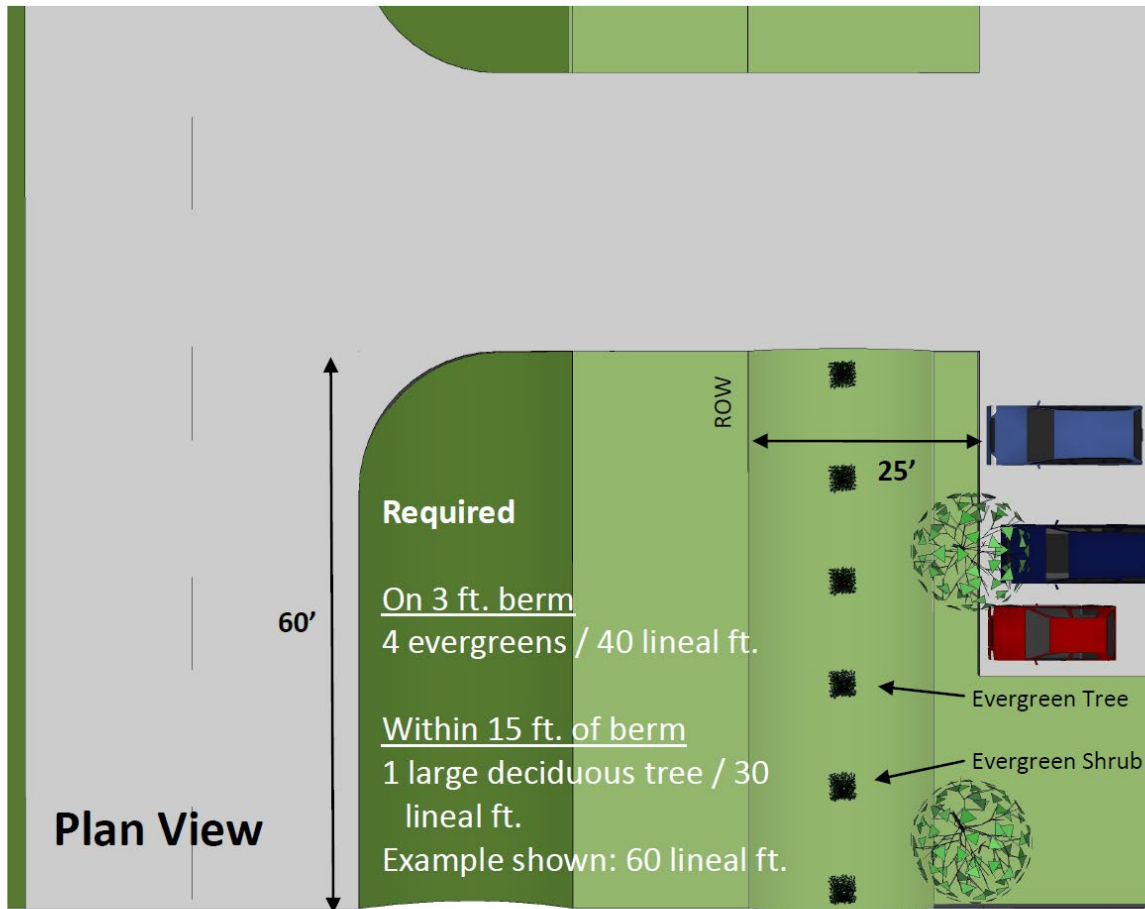 ROW
25’
Required
On 3 ft. berm
60’
4 evergreens / 40 lineal ft.
Evergreen Tree
Within 15 ft. of berm
1 large deciduous tree / 30
lineal ft.
Evergreen Shrub
Example shown: 60 lineal ft.
Plan View